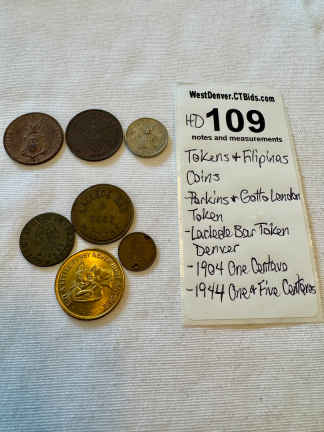 WestDenver.CTBids.com
HD 109
notes and measurements
Tokens & Filipinas
Coins
-Parkins & Gotto London
Token
-Laclede Bar Token
Denver
-1904 One Centavo
-1944 One & Five Centavos